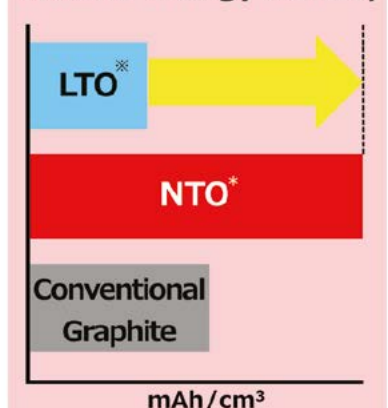 LTO※
NTO*
Conventional
Graphite
mAh/cm³